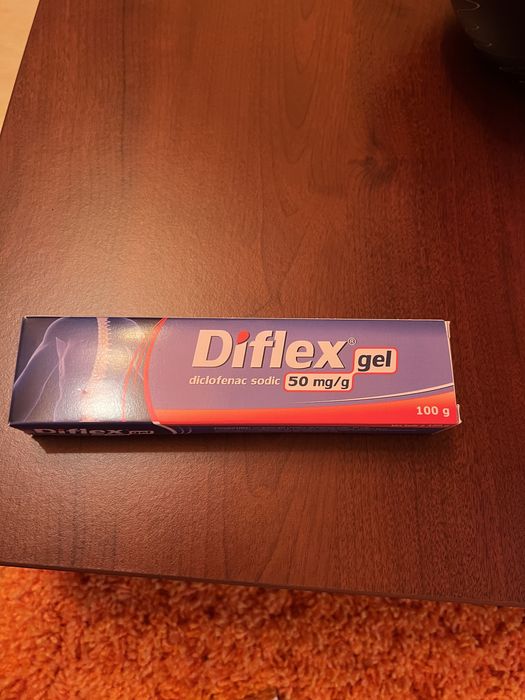 Diflex® gel
diclofenac sodic 50 mg/g
100 g
Diflex gel